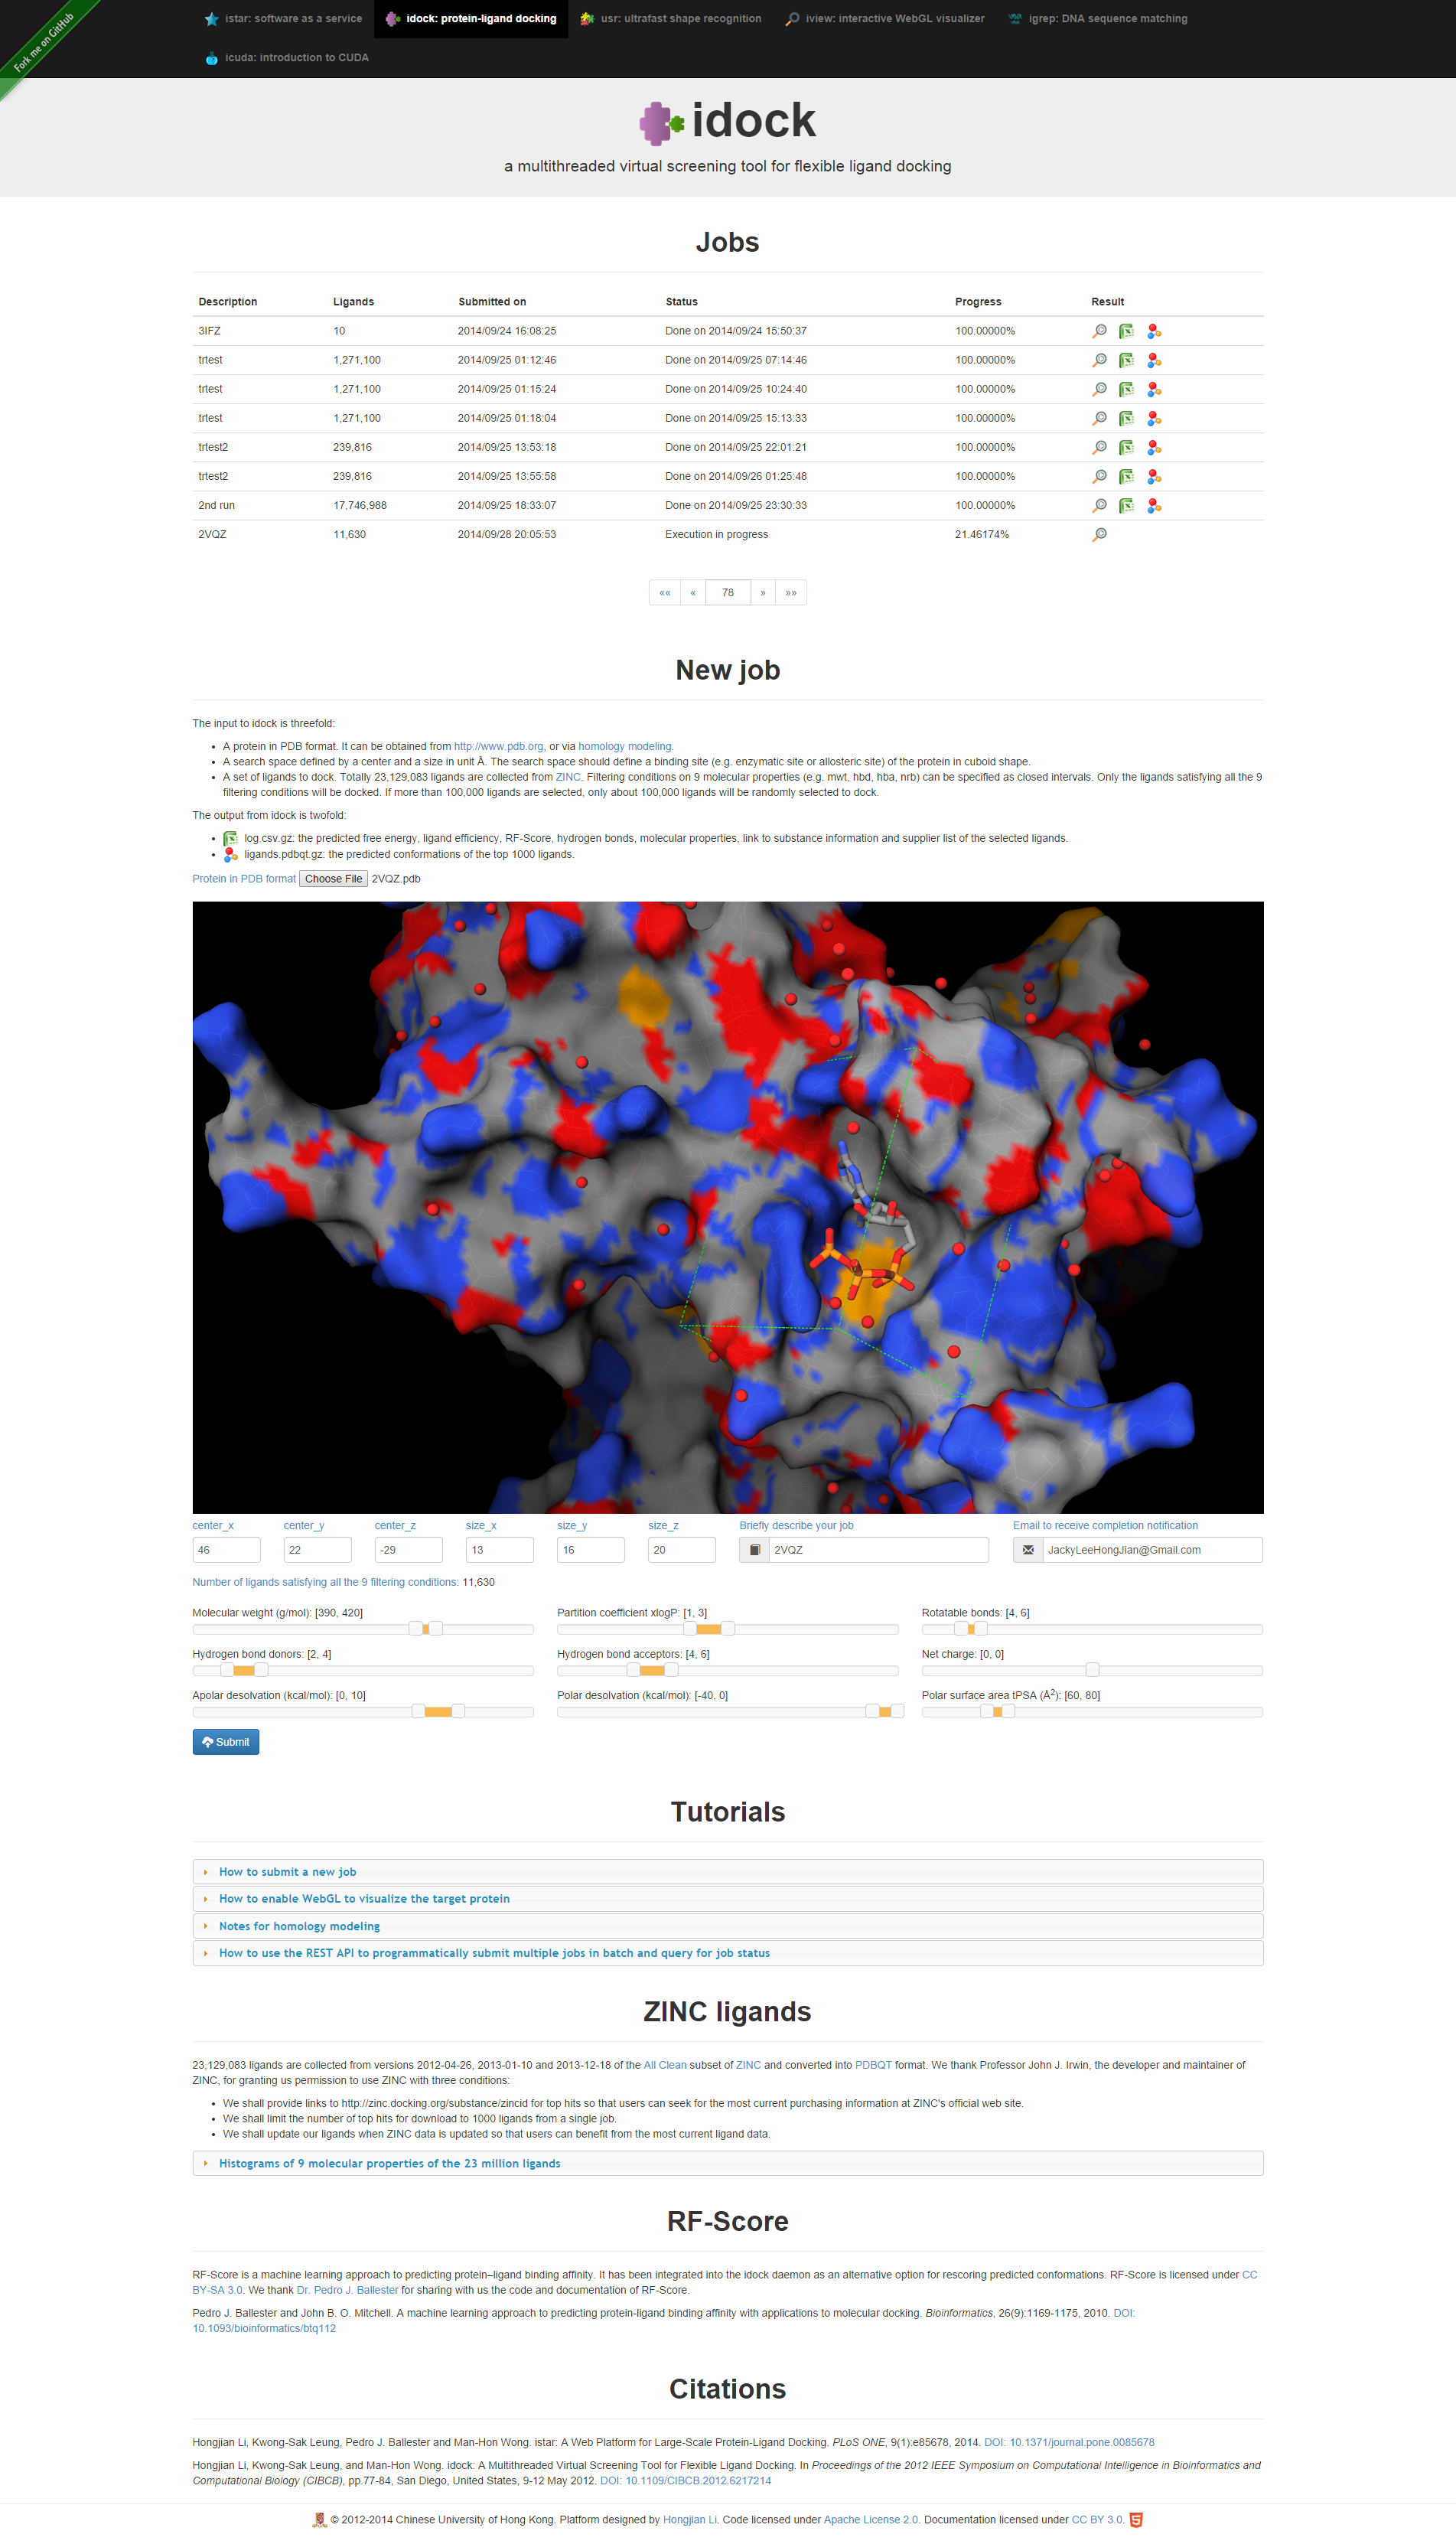 Fork me on GitHub
istar: software as a service idock: protein-ligand docking usr: ultrafast shape recognition iview: interactive WebGL visualizer igrep: DNA sequence matching
icuda: introduction to CUDA
idock
a multithreaded virtual screening tool for flexible ligand docking
Jobs
Description Ligands Submitted on Status Progress Result
3IFZ 10 2014/09/24 16:08:25 Done on 2014/09/24 15:50:37 100.00000%
trtest 1,271,100 2014/09/25 01:12:46 Done on 2014/09/25 07:14:46 100.00000%
trtest 1,271,100 2014/09/25 01:15:24 Done on 2014/09/25 10:24:40 100.00000%
trtest 1,271,100 2014/09/25 01:18:04 Done on 2014/09/25 15:13:33 100.00000%
trtest2 239,816 2014/09/25 13:53:18 Done on 2014/09/25 22:01:21 100.00000%
trtest2 239,816 2014/09/25 13:55:58 Done on 2014/09/26 01:25:48 100.00000%
2nd run 17,746,988 2014/09/25 18:33:07 Done on 2014/09/25 23:30:33 100.00000%
2VQZ 11,630 2014/09/28 20:05:53 Execution in progress 21.46174%
«« « 78 » »»
New job
The input to idock is threefold:
• A protein in PDB format. It can be obtained from http://www.pdb.org, or via homology modeling.
• A search space defined by a center and a size in unit Å. The search space should define a binding site (e.g. enzymatic site or allosteric site) of the protein in cuboid shape.
• A set of ligands to dock. Totally 23,129,083 ligands are collected from ZINC. Filtering conditions on 9 molecular properties (e.g. mwt, hbd, hba, nrb) can be specified as closed intervals. Only the ligands satisfying all the 9
filtering conditions will be docked. If more than 100,000 ligands are selected, only about 100,000 ligands will be randomly selected to dock.
The output from idock is twofold:
• log.csv.gz: the predicted free energy, ligand efficiency, RF-Score, hydrogen bonds, molecular properties, link to substance information and supplier list of the selected ligands.
• ligands.pdbqt.gz: the predicted conformations of the top 1000 ligands.
Protein in PDB format Choose File 2VQZ.pdb
center_x center_y center_z size_x size_y size_z Briefly describe your job Email to receive completion notification
46 22 -29 13 16 20 2VQZ JackyLeeHongJian@Gmail.com
Number of ligands satisfying all the 9 filtering conditions: 11,630
Molecular weight (g/mol): [390, 420] Partition coefficient xlogP: [1, 3] Rotatable bonds: [4, 6]
Hydrogen bond donors: [2, 4] Hydrogen bond acceptors: [4, 6] Net charge: [0, 0]
Apolar desolvation (kcal/mol): [0, 10] Polar desolvation (kcal/mol): [-40, 0] Polar surface area tPSA (Å2): [60, 80]
Submit
Tutorials
How to submit a new job
How to enable WebGL to visualize the target protein
Notes for homology modeling
How to use the REST API to programmatically submit multiple jobs in batch and query for job status
ZINC ligands
23,129,083 ligands are collected from versions 2012-04-26, 2013-01-10 and 2013-12-18 of the All Clean subset of ZINC and converted into PDBQT format. We thank Professor John J. Irwin, the developer and maintainer of
ZINC, for granting us permission to use ZINC with three conditions:
• We shall provide links to http://zinc.docking.org/substance/zincid for top hits so that users can seek for the most current purchasing information at ZINC's official web site.
• We shall limit the number of top hits for download to 1000 ligands from a single job.
• We shall update our ligands when ZINC data is updated so that users can benefit from the most current ligand data.
Histograms of 9 molecular properties of the 23 million ligands
RF-Score
RF-Score is a machine learning approach to predicting protein–ligand binding affinity. It has been integrated into the idock daemon as an alternative option for rescoring predicted conformations. RF-Score is licensed under CC
BY-SA 3.0. We thank Dr. Pedro J. Ballester for sharing with us the code and documentation of RF-Score.
Pedro J. Ballester and John B. O. Mitchell. A machine learning approach to predicting protein-ligand binding affinity with applications to molecular docking. Bioinformatics, 26(9):1169-1175, 2010. DOI:
10.1093/bioinformatics/btq112
Citations
Hongjian Li, Kwong-Sak Leung, Pedro J. Ballester and Man-Hon Wong. istar: A Web Platform for Large-Scale Protein-Ligand Docking. PLoS ONE, 9(1):e85678, 2014. DOI: 10.1371/journal.pone.0085678
Hongjian Li, Kwong-Sak Leung, and Man-Hon Wong. idock: A Multithreaded Virtual Screening Tool for Flexible Ligand Docking. In Proceedings of the 2012 IEEE Symposium on Computational Intelligence in Bioinformatics and
Computational Biology (CIBCB), pp.77-84, San Diego, United States, 9-12 May 2012. DOI: 10.1109/CIBCB.2012.6217214
© 2012-2014 Chinese University of Hong Kong. Platform designed by Hongjian Li. Code licensed under Apache License 2.0. Documentation licensed under CC BY 3.0.